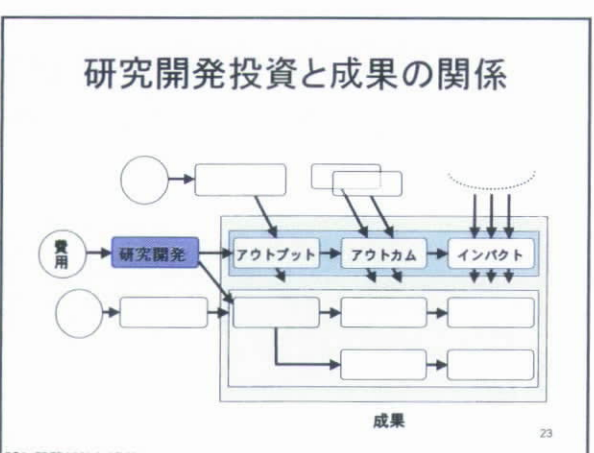 研究開発投資と成果の関係
費用
研究開発
アウトプット
アウトカム
インパクト
成果
23